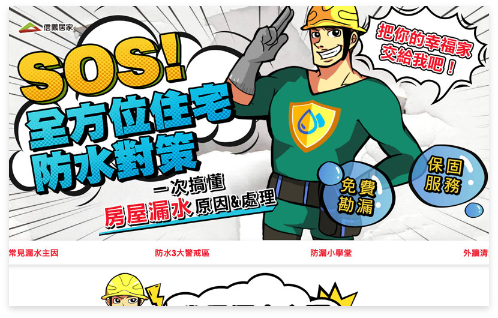 信義居家
SOS!
全方位住宅
防水對策
一次搞懂
房屋漏水原因&處理
把你的幸福家
交給我吧！
免費
勘漏
保固
服務
常見漏水主因
防水3大警戒區
防漏小學堂
外牆清